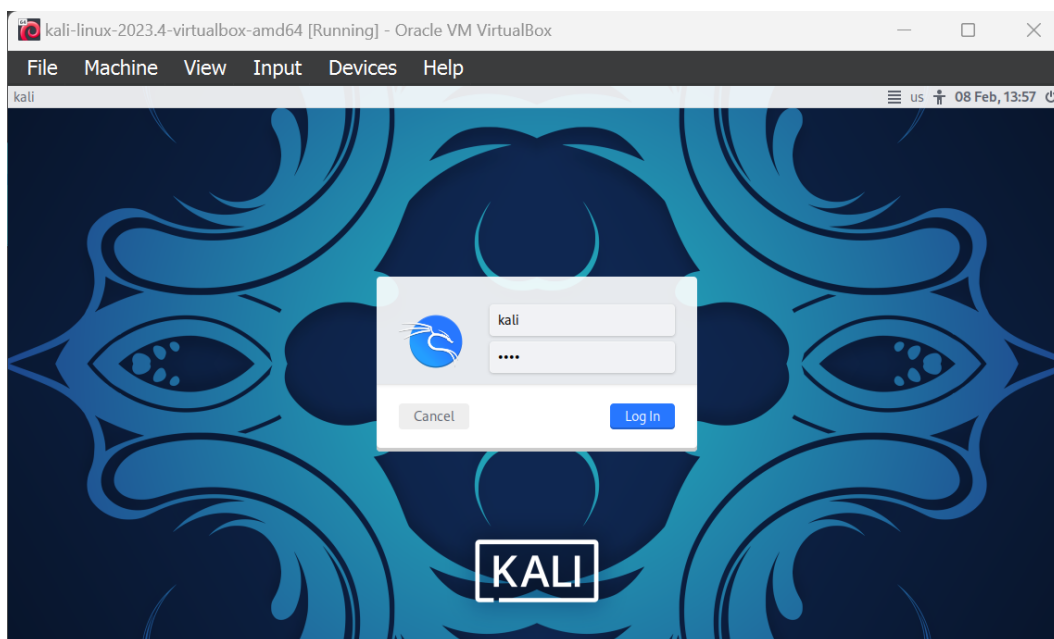 kali-linux-2023.4-virtualbox-amd64 [Running] - Oracle VM VirtualBox
File Machine View Input Devices Help
kali us 08 Feb, 13:57
kali
••••
Cancel Log In
KALI